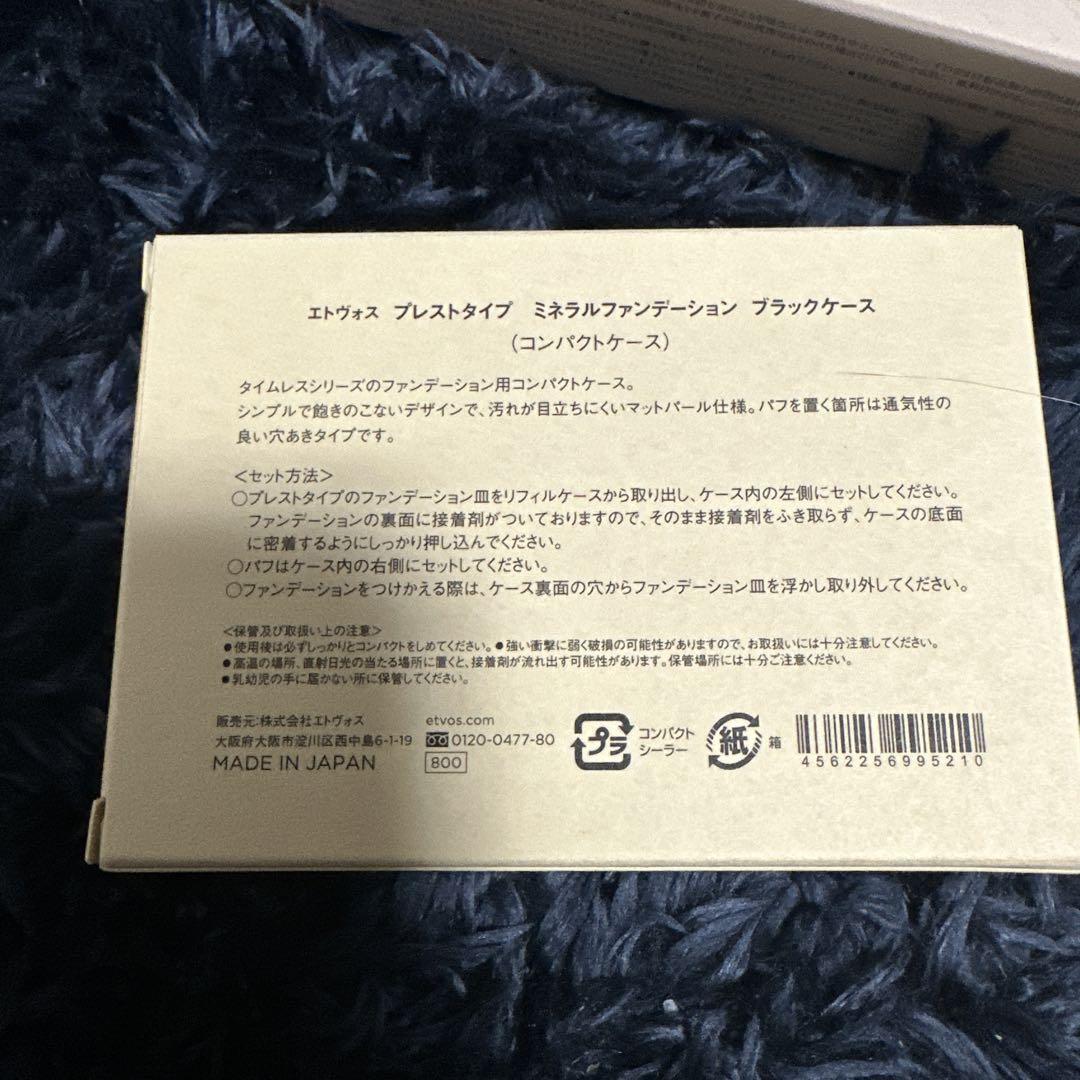 エトヴォス プレストタイプ ミネラルファンデーション ブラックケース
(コンパクトケース)
タイムレスシリーズのファンデーション用コンパクトケース。
シンプルで飽きのこないデザインで、汚れが目立ちにくいマットパール仕様。パフを置く箇所は通気性の
良い穴あきタイプです。
<セット方法>
○プレストタイプのファンデーション皿をリフィルケースから取り出し、ケース内の左側にセットしてください。
ファンデーションの裏面に接着剤がついておりますので、そのまま接着剤をふき取らず、ケースの底面
に密着するようにしっかり押し込んでください。
○パフはケース内の右側にセットしてください。
○ファンデーションをつけかえる際は、ケース裏面の穴からファンデーション皿を浮かし取り外してください。
<保管及び取扱い上の注意>
●使用後は必ずしっかりとコンパクトをしめてください。●強い衝撃に弱く破損の可能性がありますので、お取扱いには十分注意してください。
●高温の場所、直射日光の当たる場所に置くと、接着剤が流れ出す可能性があります。保管場所には十分ご注意ください。
●乳幼児の手に届かない所に保管してください。
販売元:株式会社エトヴォス etvos.com
大阪府大阪市淀川区西中島6-1-19 0120-0477-80
MADE IN JAPAN 800
プラ コンパクト
シーラー
紙 箱
4562256995210